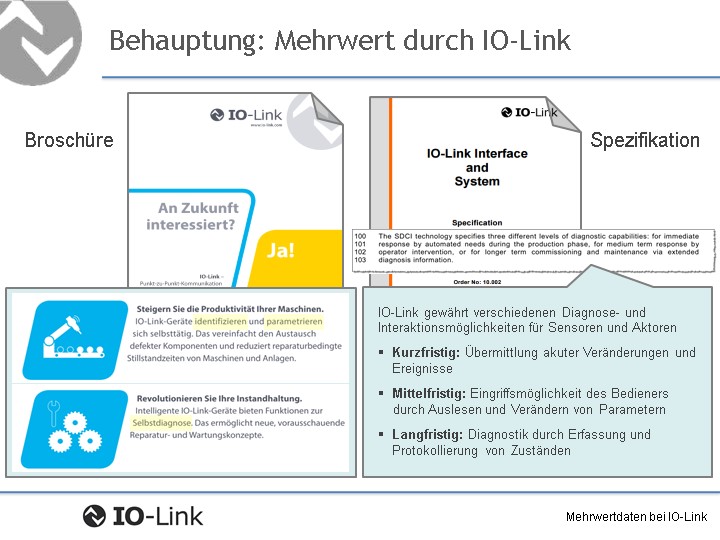 Behauptung: Mehrwert durch IO-Link
Broschüre
IO-Link
www.io-link.com
An Zukunft
interessiert?
Ja!
IO-Link –
Punkt-zu-Punkt-Kommunikation
Steigern Sie die Produktivität Ihrer Maschinen.
IO-Link-Geräte identifizieren und parametrieren
sich selbsttätig. Das vereinfacht den Austausch
defekter Komponenten und reduziert reparaturbedingte
Stillstandzeiten von Maschinen und Anlagen.
Revolutionieren Sie Ihre Instandhaltung.
Intelligente IO-Link-Geräte bieten Funktionen zur
Selbstdiagnose. Das ermöglicht neue, vorausschauende
Reparatur- und Wartungskonzepte.
Spezifikation
IO-Link
IO-Link Interface
and
System
Specification
100 The SDCI technology specifies three different levels of diagnostic capabilities: for immediate
101 response by automated needs during the production phase, for medium term response by
102 operator intervention, or for longer term commissioning and maintenance via extended
103 diagnosis information.
Order No: 10.002
IO-Link gewährt verschiedenen Diagnose- und
Interaktionsmöglichkeiten für Sensoren und Aktoren
▪ Kurzfristig: Übermittlung akuter Veränderungen und
Ereignisse
▪ Mittelfristig: Eingriffsmöglichkeit des Bedieners
durch Auslesen und Verändern von Parametern
▪ Langfristig: Diagnostik durch Erfassung und
Protokollierung von Zuständen
IO-Link
Mehrwertdaten bei IO-Link